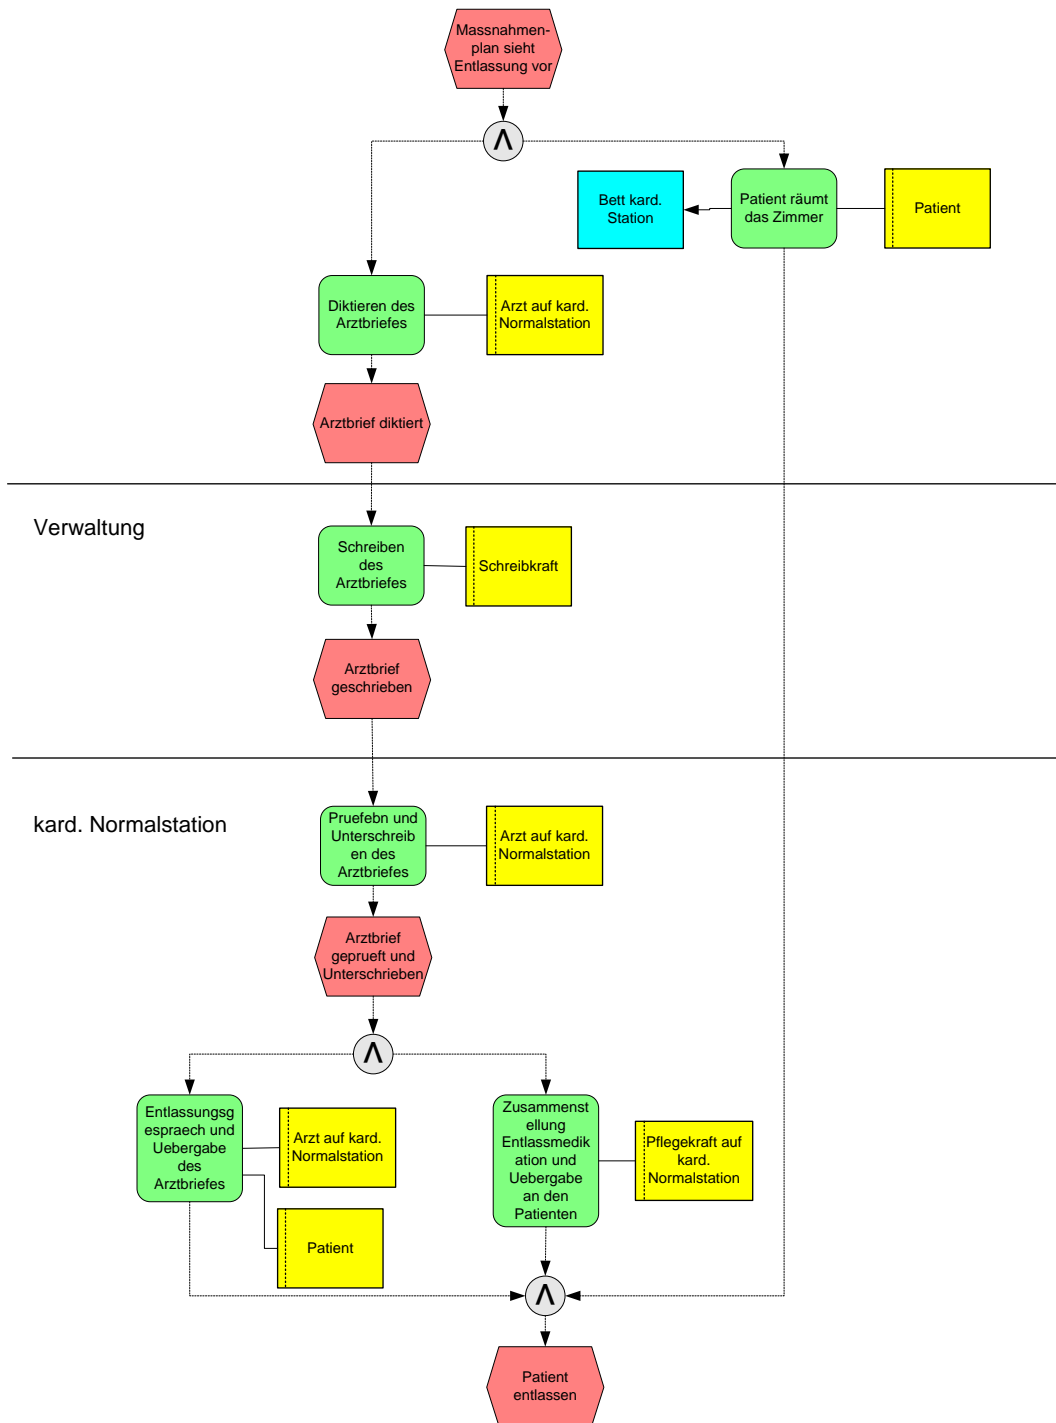 Massnahmen-
plan sieht
Entlassung vor
Λ
Bett kard.
Station
Patient räumt
das Zimmer
Patient
Diktieren des
Arztbriefes
Arzt auf kard.
Normalstation
Arztbrief diktiert
Verwaltung
Schreiben
des
Arztbriefes
Schreibkraft
Arztbrief
geschrieben
kard. Normalstation
Pruefebn und
Unterschreib
en des
Arztbriefes
Arzt auf kard.
Normalstation
Arztbrief
geprueft und
Unterschrieben
Λ
Entlassungsg
espraech und
Uebergabe
des
Arztbriefes
Arzt auf kard.
Normalstation
Patient
Zusammenst
ellung
Entlassmedik
ation und
Uebergabe
an den
Patienten
Pflegekraft auf
kard.
Normalstation
Λ
Patient
entlassen